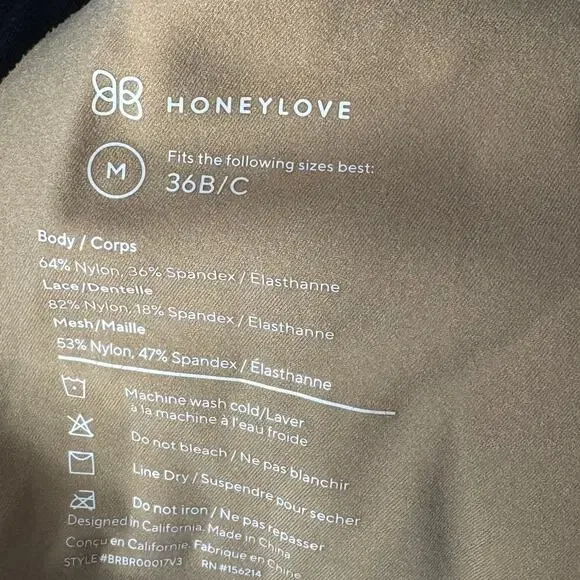 HONEYLOVE
M
Fits the following sizes best:
36B/C
Body / Corps
64% Nylon, 36% Spandex / Élasthanne
Lace/Dentelle
82% Nylon, 18% Spandex / Élasthanne
Mesh/Maille
53% Nylon, 47% Spandex / Élasthanne
Machine wash cold/Laver
à la machine à l'eau froide
Do not bleach / Ne pas blanchir
Line Dry / Suspendre pour secher
Do not iron / Ne pas repasser
Designed in California. Made in China
Conçu en Californie. Fabriqué en Chine
STYLE #BRBR00017V3 RN #156214